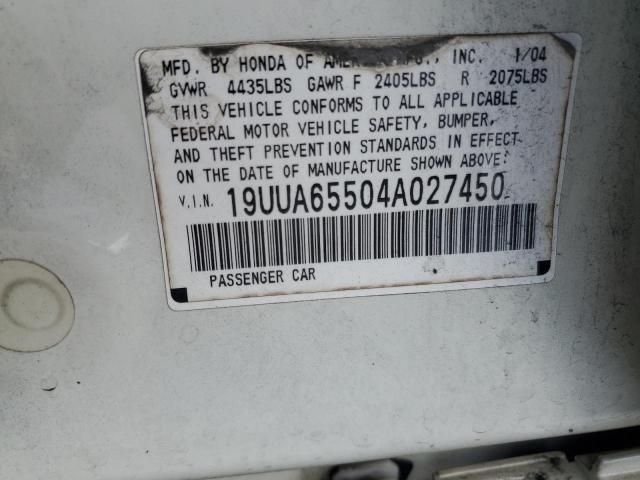 MFD. BY HONDA OF AMERICA MFG., INC. 1/04
GVWR 4435LBS GAWR F 2405LBS R 2075LBS
THIS VEHICLE CONFORMS TO ALL APPLICABLE
FEDERAL MOTOR VEHICLE SAFETY, BUMPER,
AND THEFT PREVENTION STANDARDS IN EFFECT
ON THE DATE OF MANUFACTURE SHOWN ABOVE:
V.I.N. 19UUA65504A027450
PASSENGER CAR